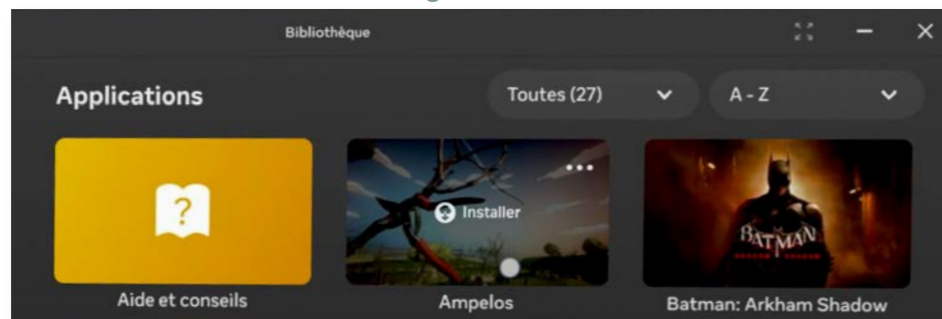 Bibliothèque
Applications
Toutes (27)
A - Z
?
Installer
BATMAN
Aide et conseils
Ampelos
Batman: Arkham Shadow